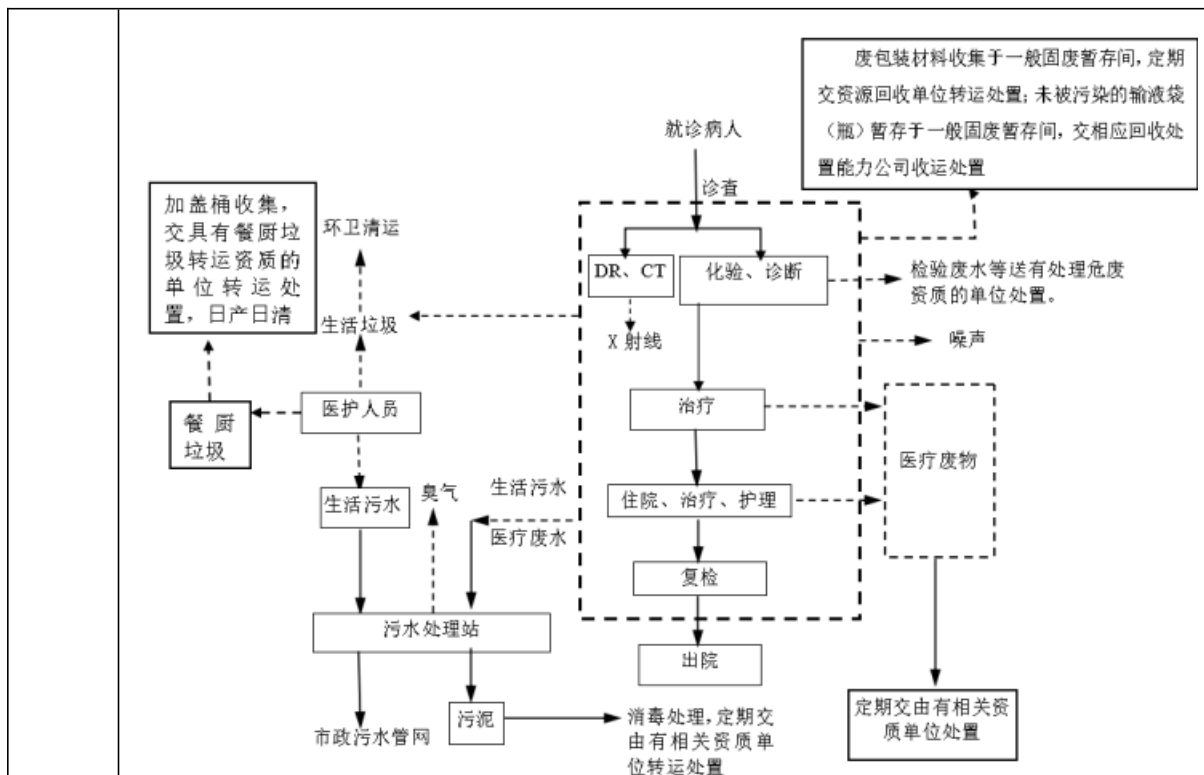 废包装材料收集于一般固废暂存间，定期
交资源回收单位转运处置；未被污染的输液袋
（瓶）暂存于一般固废暂存间，交相应回收处
置能力公司收运处置
就诊病人
诊查
加盖桶收集，
交具有餐厨垃
圾转运资质的
单位转运处
置，日产日清
环卫清运
DR、CT
化验、诊断
检验废水等送有处理危废
资质的单位处置。
生活垃圾
X 射线
噪声
医护人员
治疗
餐厨
垃圾
医疗废物
生活污水
臭气
生活污水
医疗废水
住院、治疗、护理
复检
污水处理站
出院
污泥
消毒处理，定期交
由有相关资质单
位转运处置
定期交由有相关资
质单位处置
市政污水管网